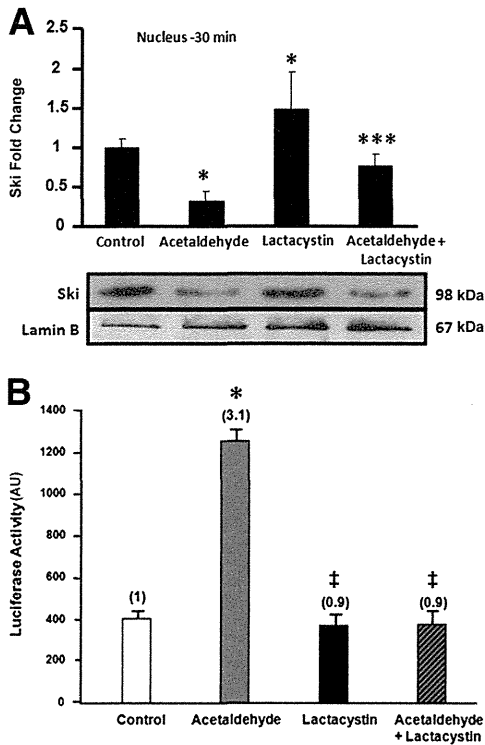 A
Nucleus -30 min
Ski Fold Change
2
1.5
1
0.5
0
*
*
*
***
Control
Acetaldehyde
Lactacystin
Acetaldehyde +
Lactacystin
Ski
98 kDa
Lamin B
67 kDa
B
Luciferase Activity (AU)
1400
1200
1000
800
600
400
200
0
(1)
*
(3.1)
‡
(0.9)
‡
(0.9)
Control
Acetaldehyde
Lactacystin
Acetaldehyde
+ Lactacystin